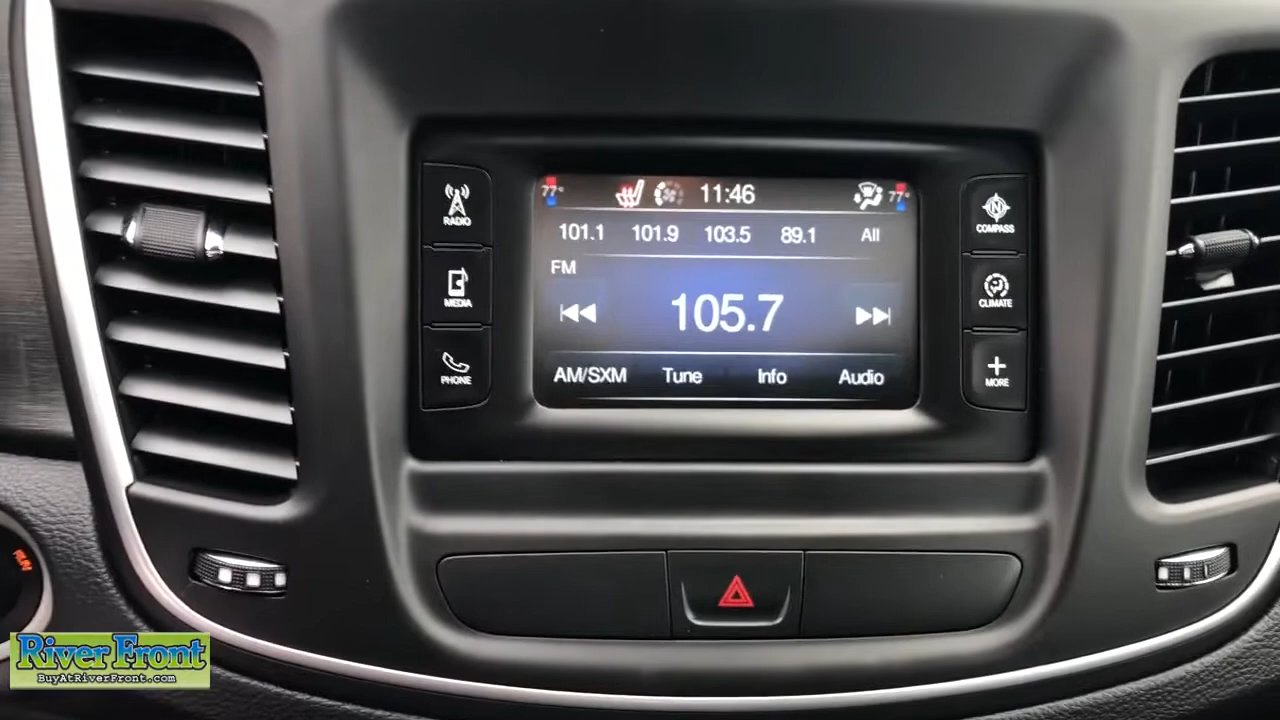 77° 11:46 77°
101.1 101.9 103.5 89.1 All
FM
105.7
AM/SXM Tune Info Audio
RADIO
MEDIA
PHONE
N
COMPASS
CLIMATE
MORE
RUN
River Front
BuyAtRiverFront.com